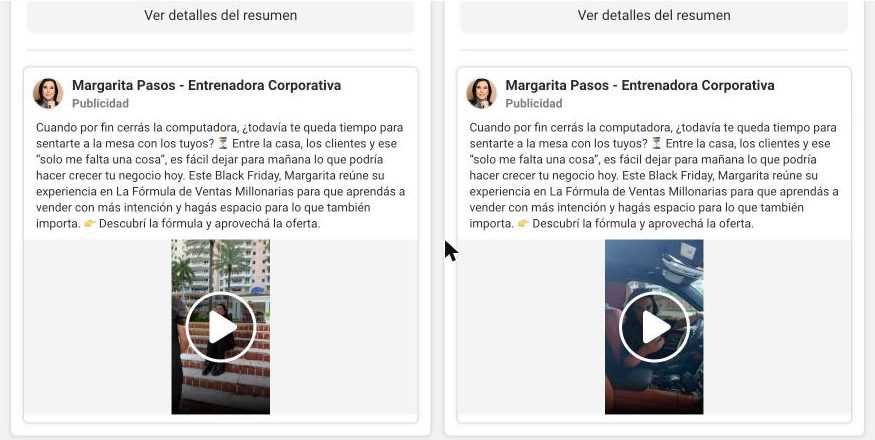 Ver detalles del resumen
Margarita Pasos - Entrenadora Corporativa
Publicidad
Cuando por fin cerrás la computadora, ¿todavía te queda tiempo para
sentarte a la mesa con los tuyos? ⏳ Entre la casa, los clientes y ese
“solo me falta una cosa”, es fácil dejar para mañana lo que podría
hacer crecer tu negocio hoy. Este Black Friday, Margarita reúne su
experiencia en La Fórmula de Ventas Millonarias para que aprendás a
vender con más intención y hagás espacio para lo que también
importa. 👉 Descubrí la fórmula y aprovechá la oferta.
Ver detalles del resumen
Margarita Pasos - Entrenadora Corporativa
Publicidad
Cuando por fin cerrás la computadora, ¿todavía te queda tiempo para
sentarte a la mesa con los tuyos? ⏳ Entre la casa, los clientes y ese
“solo me falta una cosa”, es fácil dejar para mañana lo que podría
hacer crecer tu negocio hoy. Este Black Friday, Margarita reúne su
experiencia en La Fórmula de Ventas Millonarias para que aprendás a
vender con más intención y hagás espacio para lo que también
importa. 👉 Descubrí la fórmula y aprovechá la oferta.